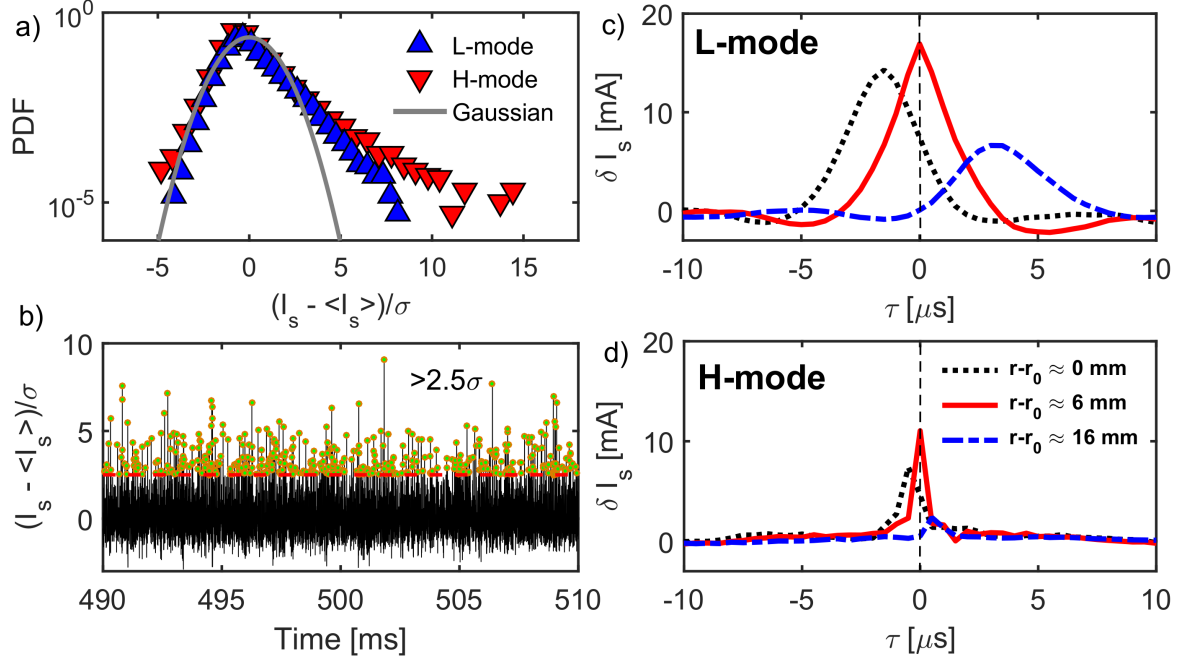 a)
10^0
10^-5
PDF
L-mode
H-mode
Gaussian
-5 0 5 10 15
(I_s - <I_s>)/σ
b)
10
5
0
(I_s - <I_s>)/σ
>2.5σ
490 495 500 505 510
Time [ms]
c)
L-mode
20
10
0
δ I_s [mA]
-10 -5 0 5 10
τ [μs]
d)
H-mode
r-r_0 ≈ 0 mm
r-r_0 ≈ 6 mm
r-r_0 ≈ 16 mm
20
10
0
δ I_s [mA]
-10 -5 0 5 10
τ [μs]